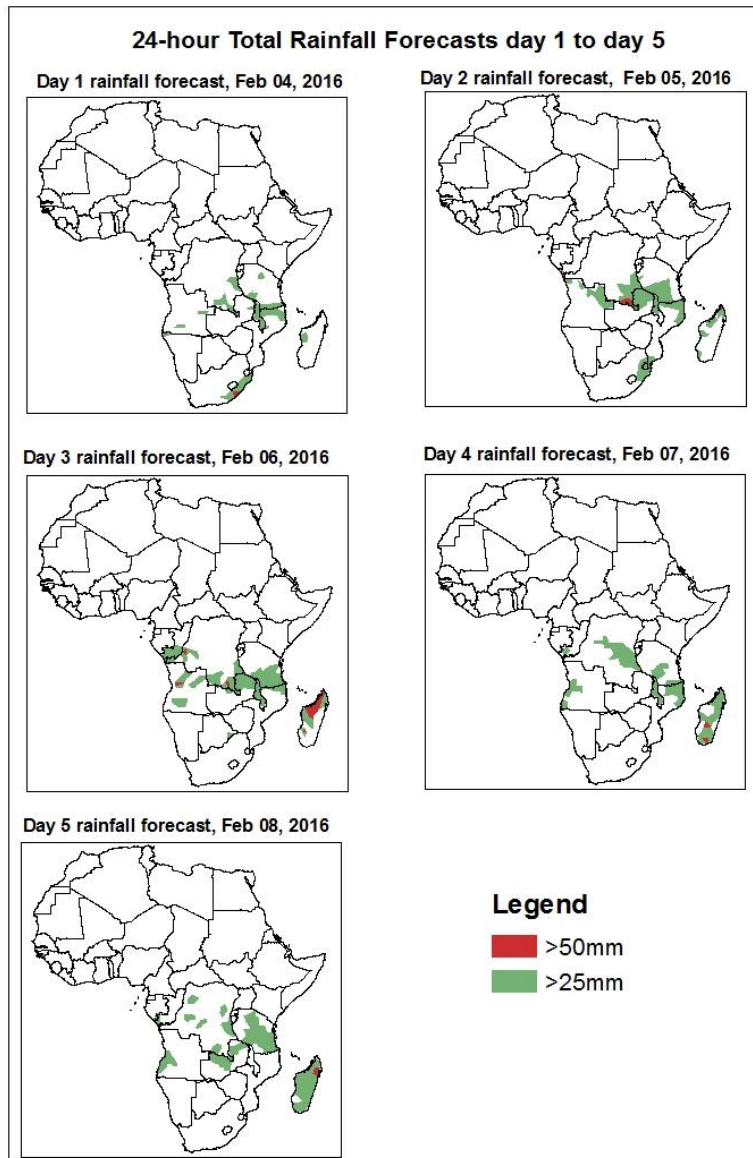 24-hour Total Rainfall Forecasts day 1 to day 5
Day 1 rainfall forecast, Feb 04, 2016
Day 2 rainfall forecast, Feb 05, 2016
Day 3 rainfall forecast, Feb 06, 2016
Day 4 rainfall forecast, Feb 07, 2016
Day 5 rainfall forecast, Feb 08, 2016
Legend
>50mm
>25mm